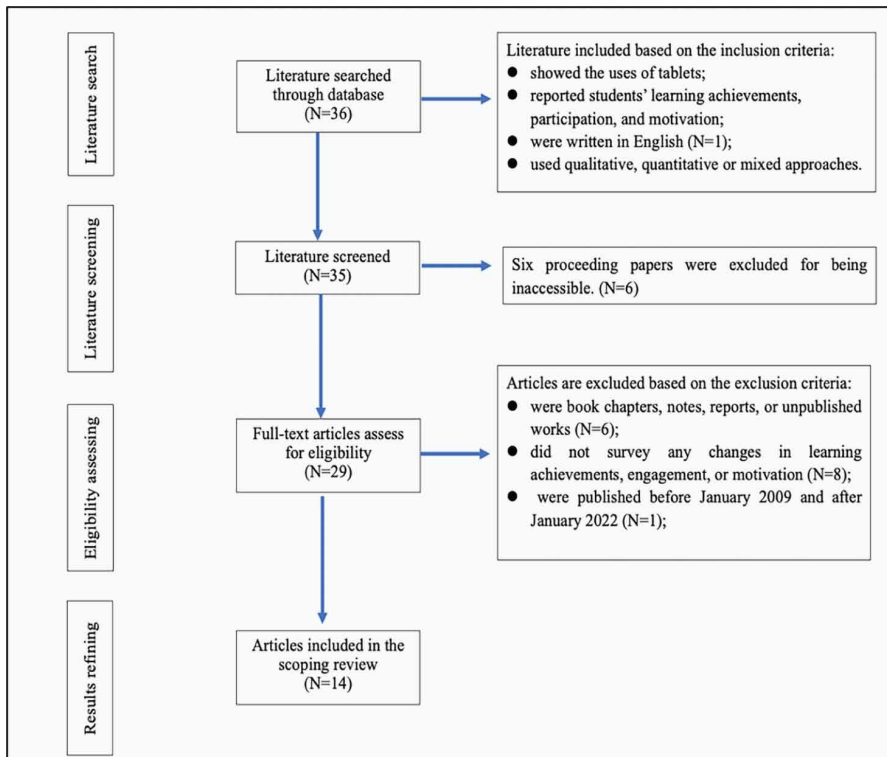 Literature search
Literature searched
through database
(N=36)
Literature included based on the inclusion criteria:
● showed the uses of tablets;
● reported students' learning achievements,
participation, and motivation;
● were written in English (N=1);
● used qualitative, quantitative or mixed approaches.
Literature screening
Literature screened
(N=35)
Six proceeding papers were excluded for being
inaccessible. (N=6)
Eligibility assessing
Full-text articles assess
for eligibility
(N=29)
Articles are excluded based on the exclusion criteria:
● were book chapters, notes, reports, or unpublished
works (N=6);
● did not survey any changes in learning
achievements, engagement, or motivation (N=8);
● were published before January 2009 and after
January 2022 (N=1);
Results refining
Articles included in the
scoping review
(N=14)